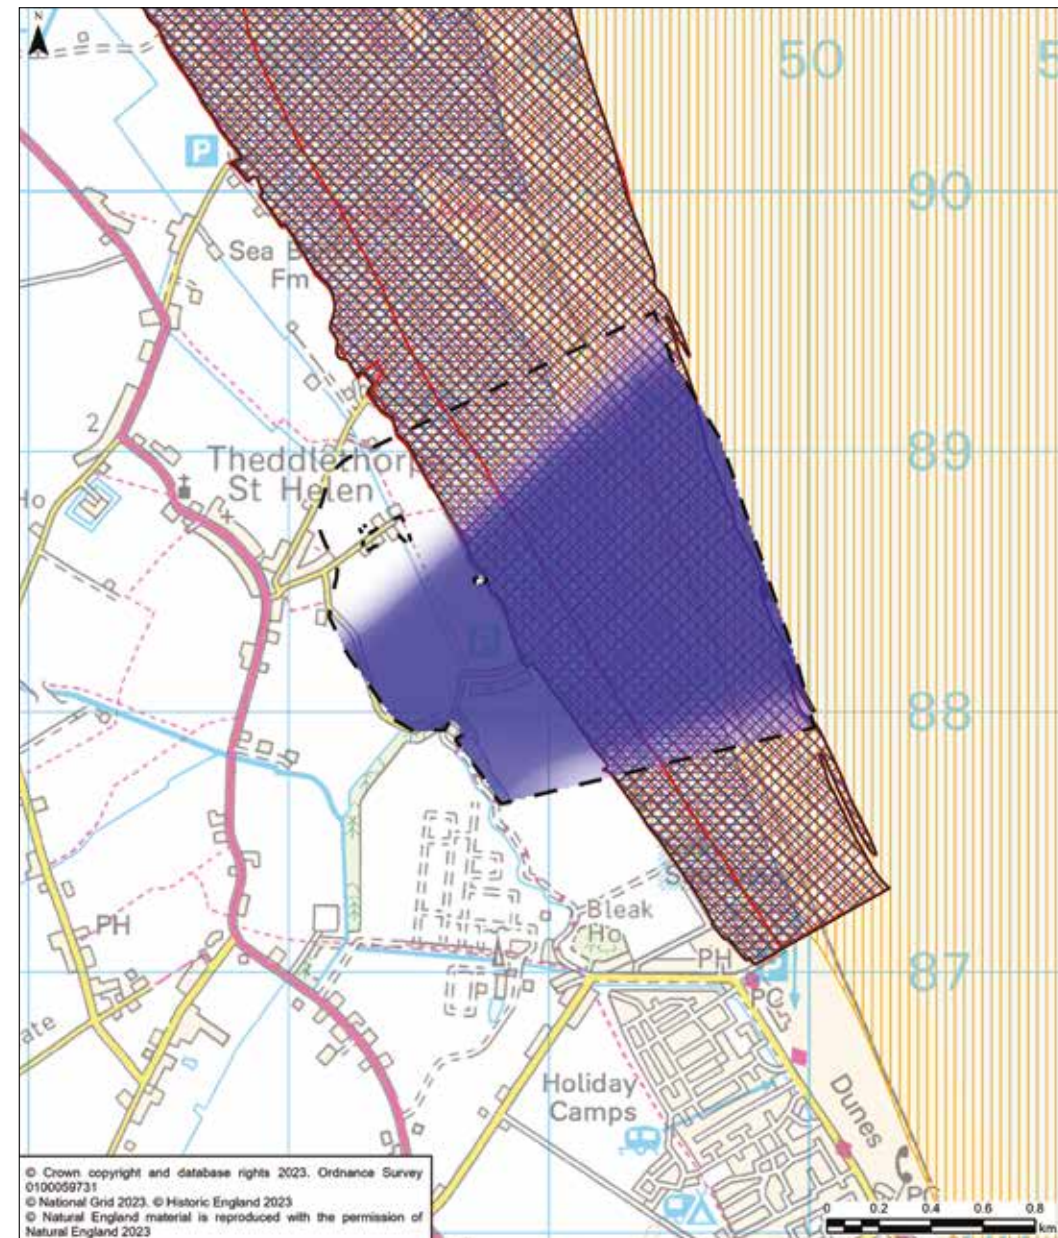 N
50
P
90
Sea B
Fm
2
89
Theddlethorp
St Helen
88
Bleak
Ho
PH
PH
87
P
PC
ate
Holiday
Camps
Dunes
PC
© Crown copyright and database rights 2023. Ordnance Survey
0100059731
© National Grid 2023. © Historic England 2023
© Natural England material is reproduced with the permission of
Natural England 2023
0 0.2 0.4 0.6 0.8
km